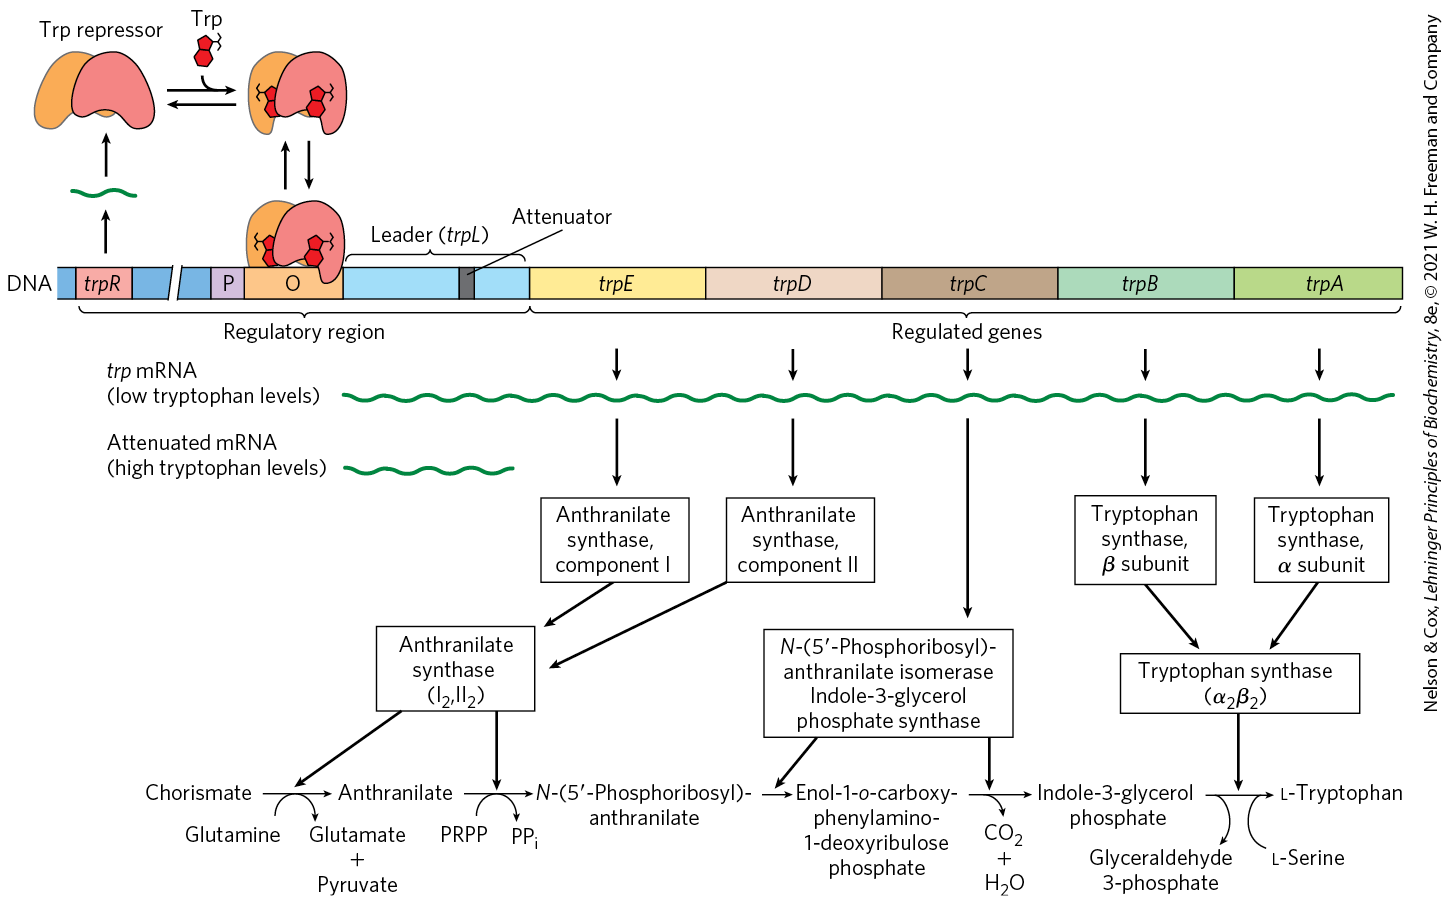 Trp repressor
Trp
Attenuator
Leader (trpL)
DNA
trpR
P
O
trpE
trpD
trpC
trpB
trpA
Regulatory region
Regulated genes
trp mRNA
(low tryptophan levels)
Attenuated mRNA
(high tryptophan levels)
Anthranilate
synthase,
component I
Anthranilate
synthase,
component II
Tryptophan
synthase,
β subunit
Tryptophan
synthase,
α subunit
Anthranilate
synthase
(I₂,II₂)
N-(5′-Phosphoribosyl)-
anthranilate isomerase
Indole-3-glycerol
phosphate synthase
Tryptophan synthase
(α₂β₂)
Chorismate
Glutamine
Glutamate
+
Pyruvate
Anthranilate
PRPP
PPᵢ
N-(5′-Phosphoribosyl)-
anthranilate
Enol-1-o-carboxy-
phenylamino-
1-deoxyribulose
phosphate
CO₂
+
H₂O
Indole-3-glycerol
phosphate
Glyceraldehyde
3-phosphate
L-Serine
L-Tryptophan
Nelson & Cox, Lehninger Principles of Biochemistry, 8e, © 2021 W. H. Freeman and Company